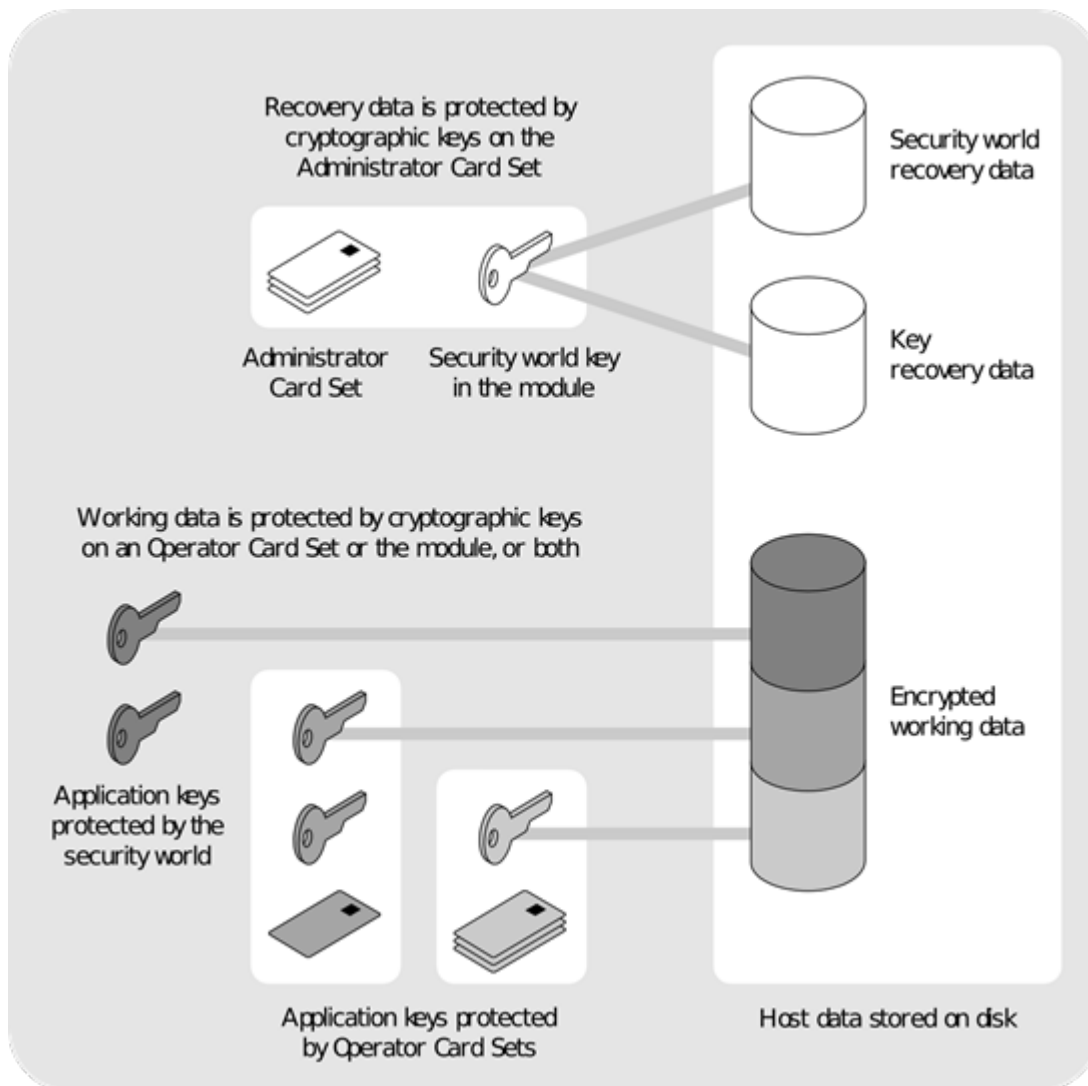 Recovery data is protected by
cryptographic keys on the
Administrator Card Set
Security world
recovery data
Administrator
Card Set
Security world key
in the module
Key
recovery data
Working data is protected by cryptographic keys
on an Operator Card Set or the module, or both
Encrypted
working data
Application keys
protected by the
security world
Application keys protected
by Operator Card Sets
Host data stored on disk